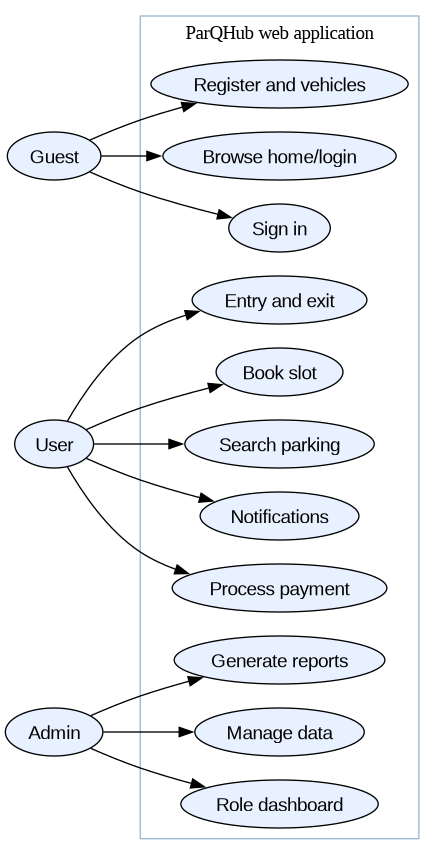 ParQHub web application
Register and vehicles
Guest
Browse home/login
Sign in
Entry and exit
Book slot
User
Search parking
Notifications
Process payment
Generate reports
Admin
Manage data
Role dashboard